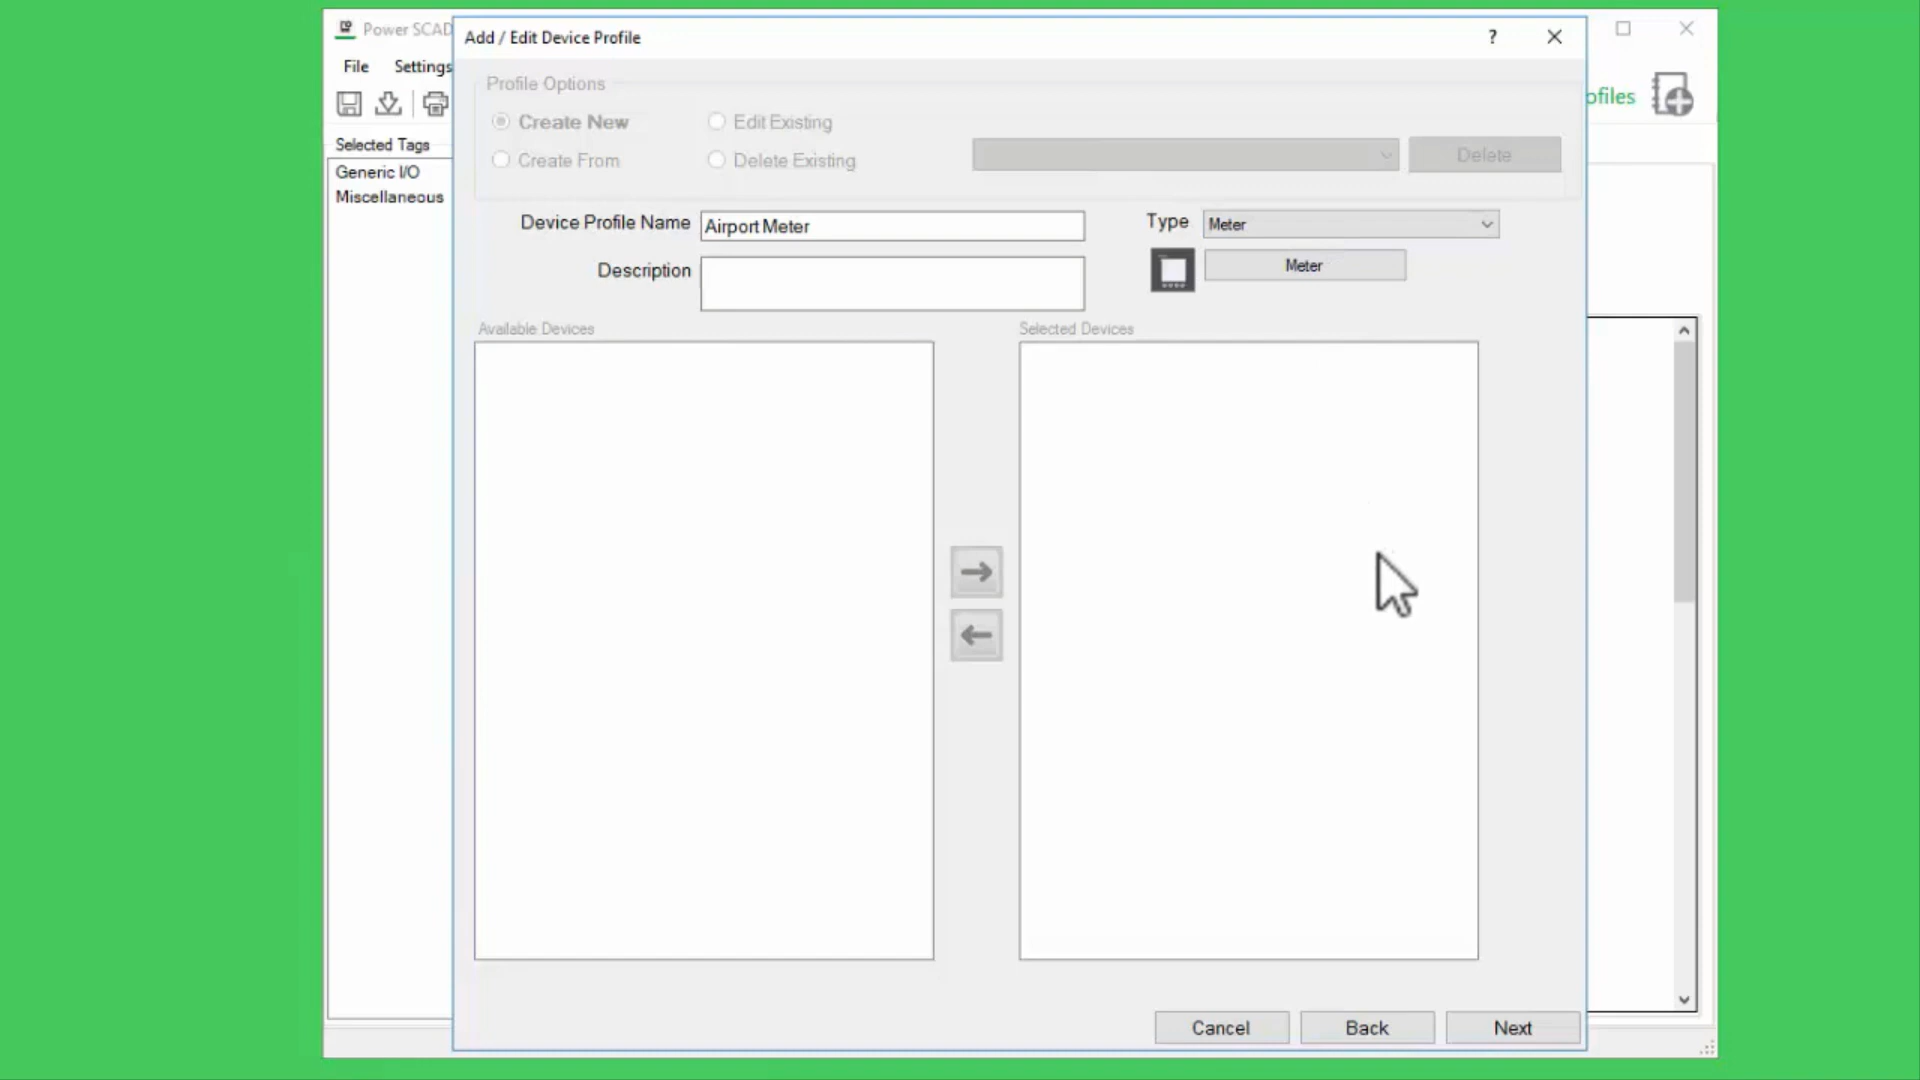 Power SCAD
Add / Edit Device Profile
?
File
Settings
ofiles
Profile Options
Create New
Edit Existing
Create From
Delete Existing
Delete
Selected Tags
Generic I/O
Miscellaneous
Device Profile Name
Airport Meter
Type
Meter
Description
Meter
Available Devices
Selected Devices
Cancel
Back
Next